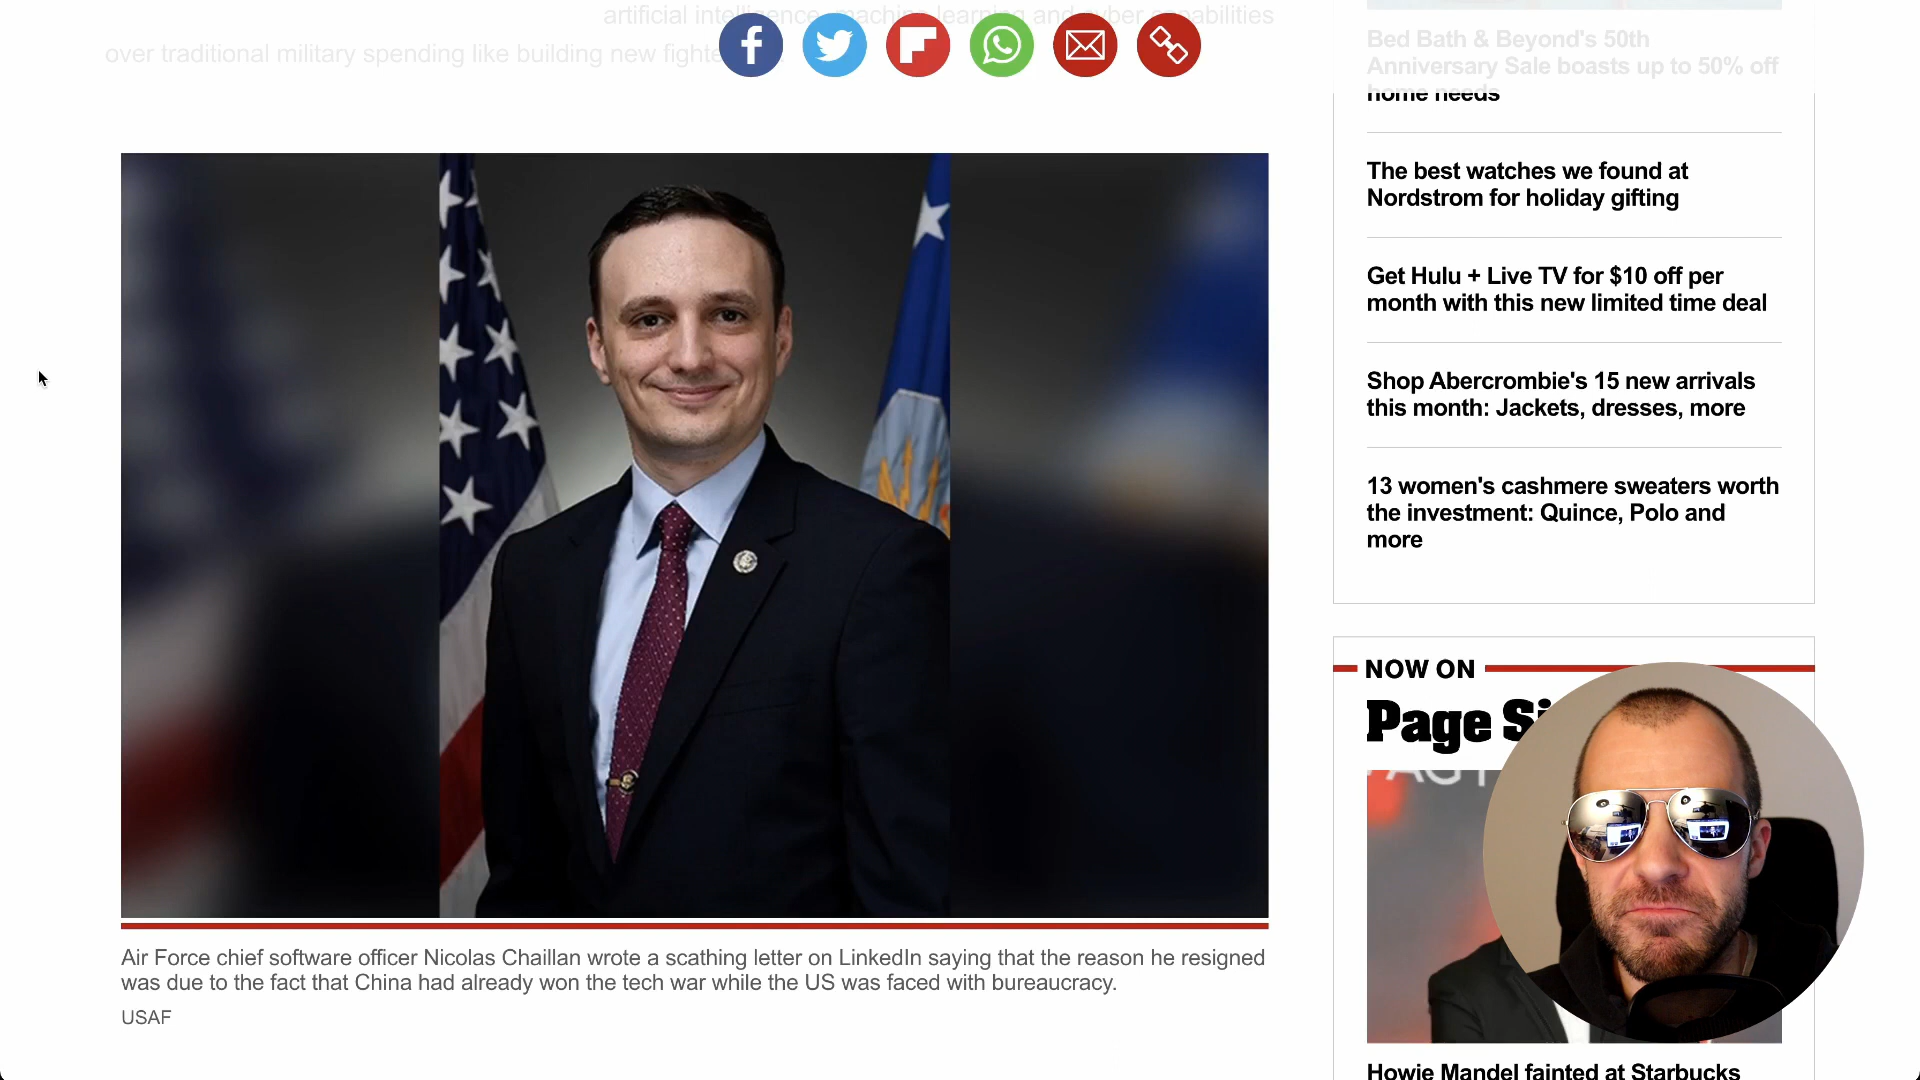 artificial intelligence, machine learning and cyber capabilities
over traditional military spending like building new
Bed Bath & Beyond's 50th
Anniversary Sale boasts up to 50% off
home needs
The best watches we found at
Nordstrom for holiday gifting
Get Hulu + Live TV for $10 off per
month with this new limited time deal
Shop Abercrombie's 15 new arrivals
this month: Jackets, dresses, more
13 women's cashmere sweaters worth
the investment: Quince, Polo and
more
NOW ON
Page
Air Force chief software officer Nicolas Chaillan wrote a scathing letter on LinkedIn saying that the reason he resigned
was due to the fact that China had already won the tech war while the US was faced with bureaucracy.
USAF
Howie Mandel fainted at Starbucks